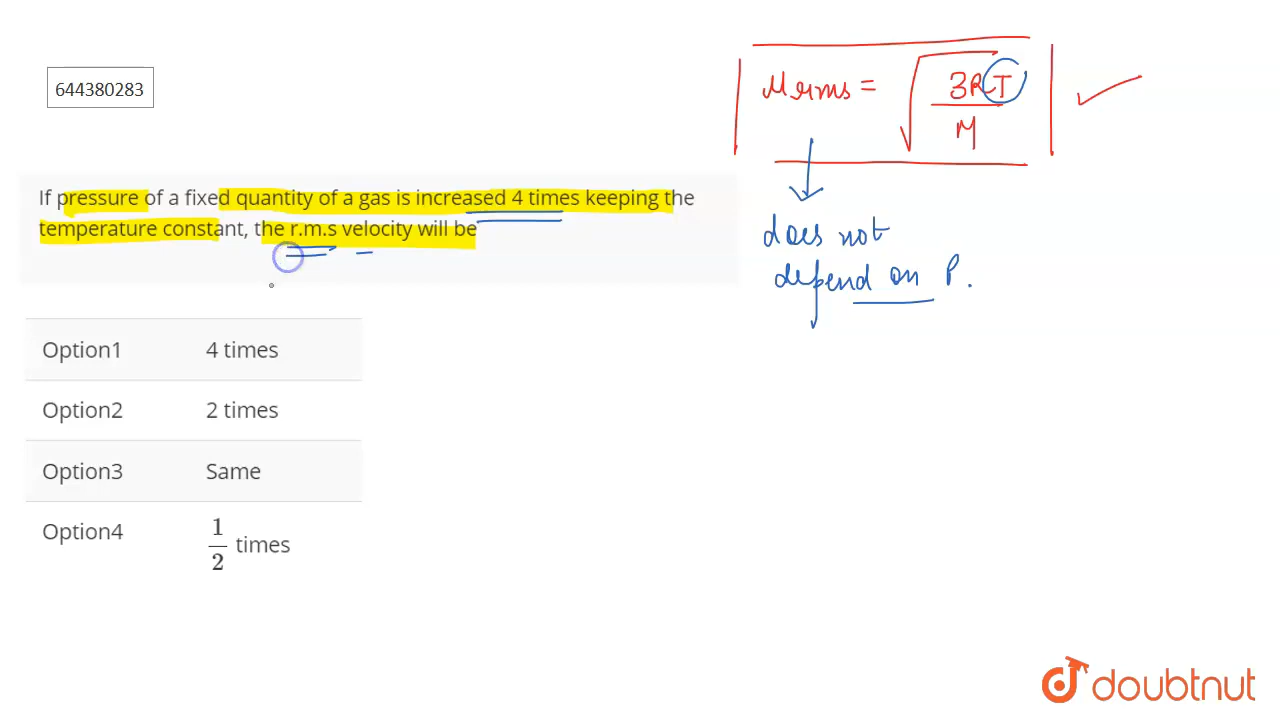 644380283
μrms = √3RT/M
If pressure of a fixed quantity of a gas is increased 4 times keeping the
temperature constant, the r.m.s velocity will be
does not
depend on P.
Option1 4 times
Option2 2 times
Option3 Same
Option4 1/2 times
doubtnut